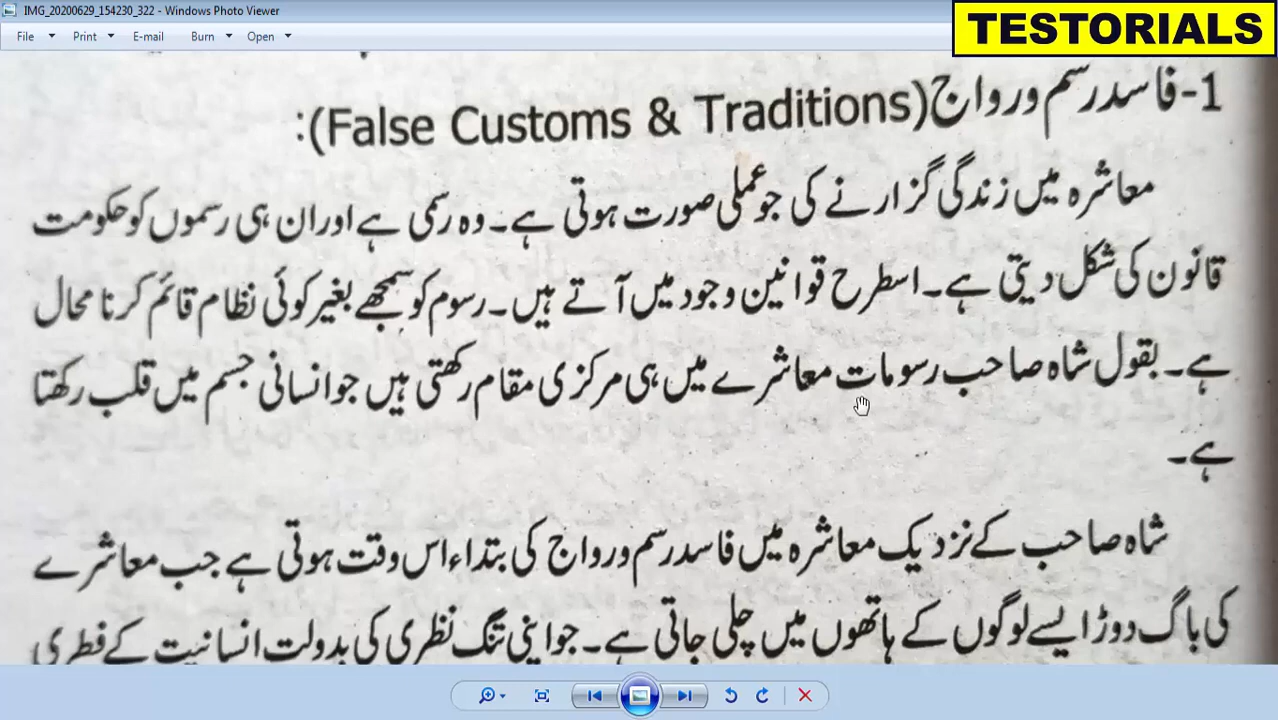 IMG_20200629_154230_322 - Windows Photo Viewer
File Print E-mail Burn Open
TESTORIALS
1-فاسد رسم و رواج (False Customs & Traditions):
معاشرہ میں زندگی گزارنے کی جو عملی صورت ہوتی ہے۔ وہ رسمی ہے اور ان ہی رسموں کو حکومت
قانون کی شکل دیتی ہے۔ اسطرح قوانین وجود میں آتے ہیں۔ رسوم کو سمجھے بغیر کوئی نظام قائم کرنا محال
ہے۔ بقول شاہ صاحب رسومات معاشرے میں ہی مرکزی مقام رکھتی ہیں جو انسانی جسم میں قلب رکھتا
ہے۔
شاہ صاحب کے نزدیک معاشرہ میں فاسد رسم و رواج کی بتداء اس وقت ہوتی ہے جب معاشرے
کی باگ دوڑ ایسے لوگوں کے ہاتھوں میں چلی جاتی ہے۔ جو اپنی تنگ نظری کی بدولت انسانیت کے فطری